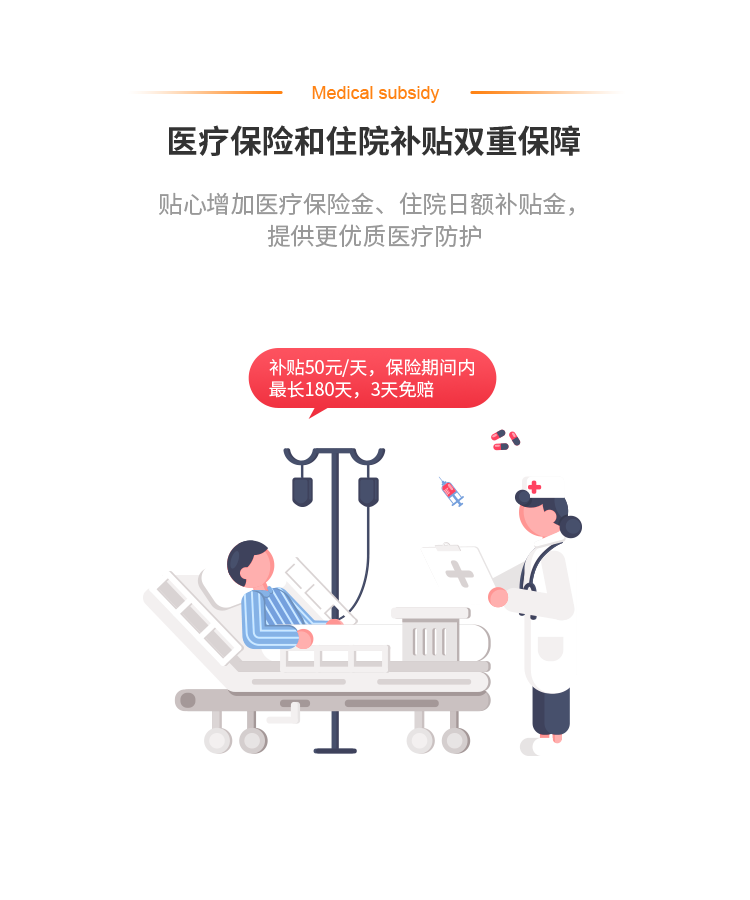 Medical subsidy
医疗保险和住院补贴双重保障
贴心增加医疗保险金、住院日额补贴金，
提供更优质医疗防护
补贴50元/天，保险期间内
最长180天，3天免赔